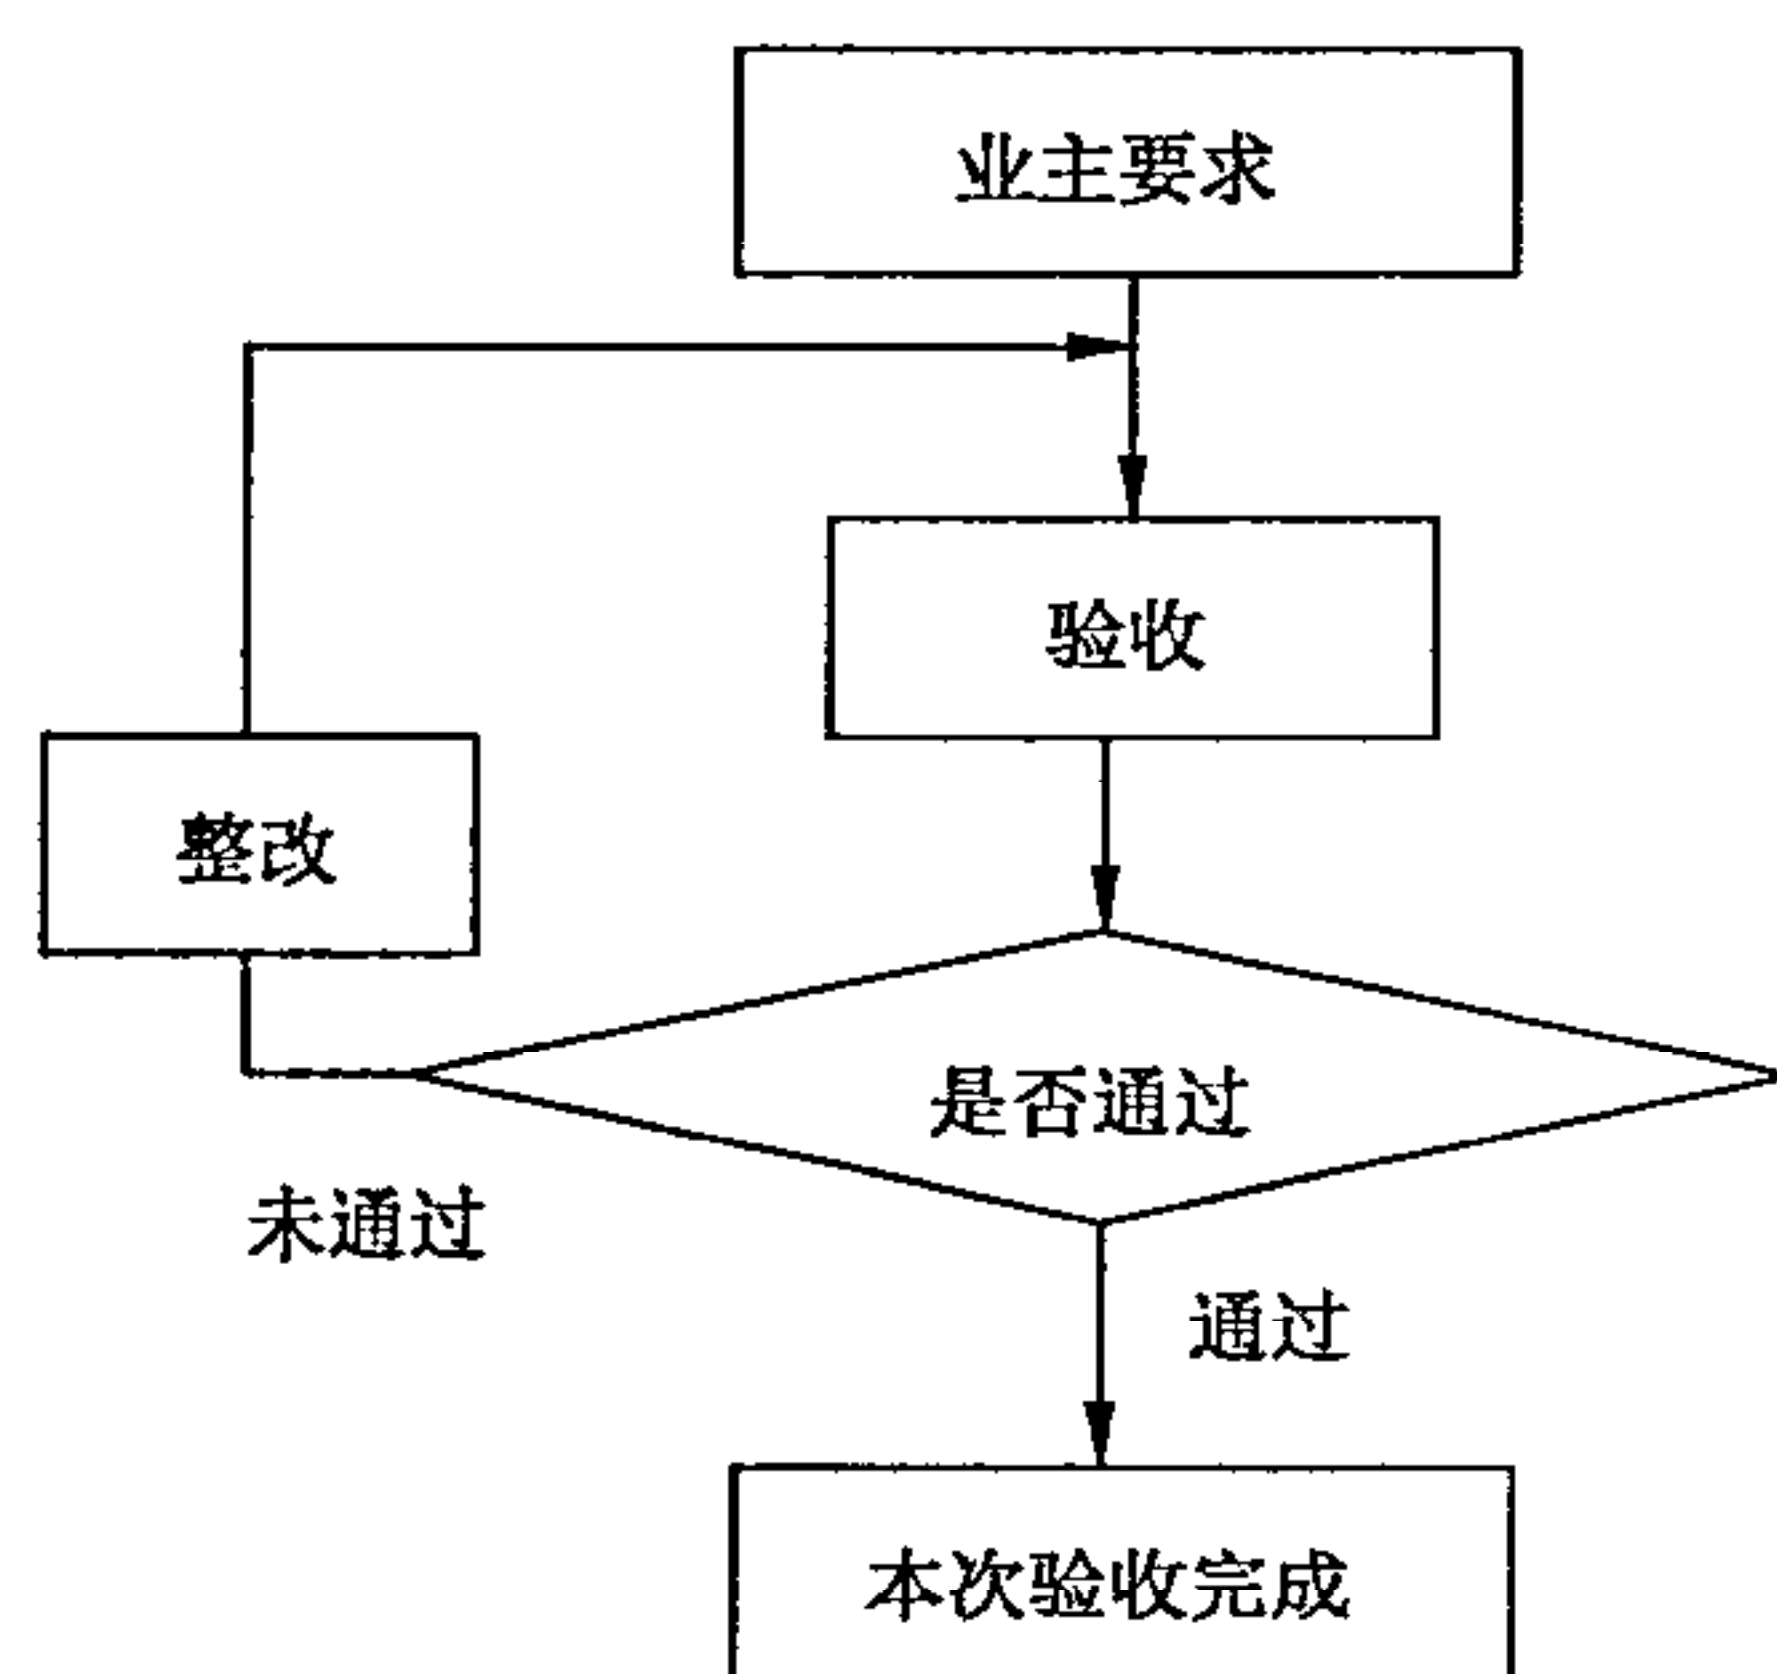 业主要求
验收
整改
是否通过
未通过
通过
本次验收完成